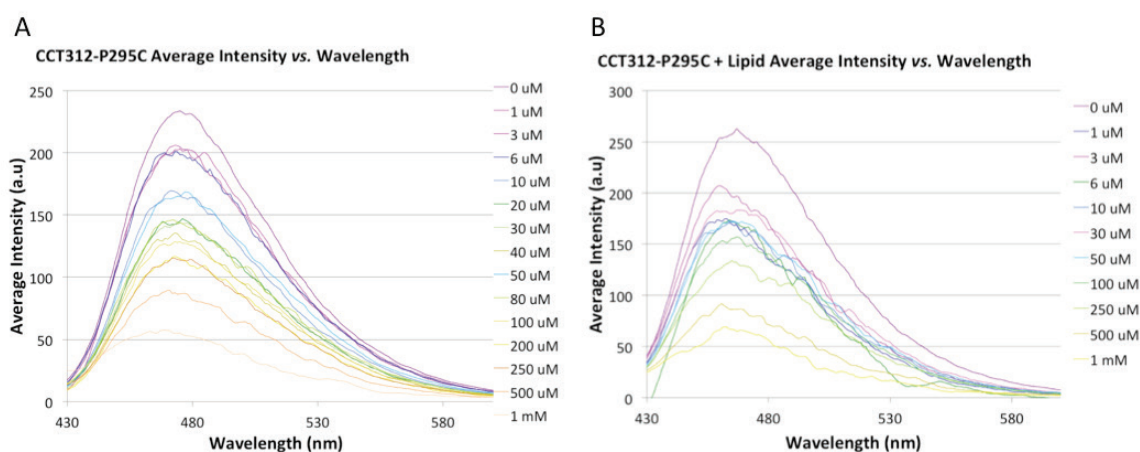 A
CCT312-P295C Average Intensity vs. Wavelength
Average Intensity (a.u)
250
200
150
100
50
0
430
480
530
580
Wavelength (nm)
0 uM
1 uM
3 uM
6 uM
10 uM
20 uM
30 uM
40 uM
50 uM
80 uM
100 uM
200 uM
250 uM
500 uM
1 mM
B
CCT312-P295C + Lipid Average Intensity vs. Wavelength
Average Intensity (a.u)
300
250
200
150
100
50
0
430
480
530
580
Wavelength (nm)
0 uM
1 uM
3 uM
6 uM
10 uM
30 uM
50 uM
100 uM
250 uM
500 uM
1 mM